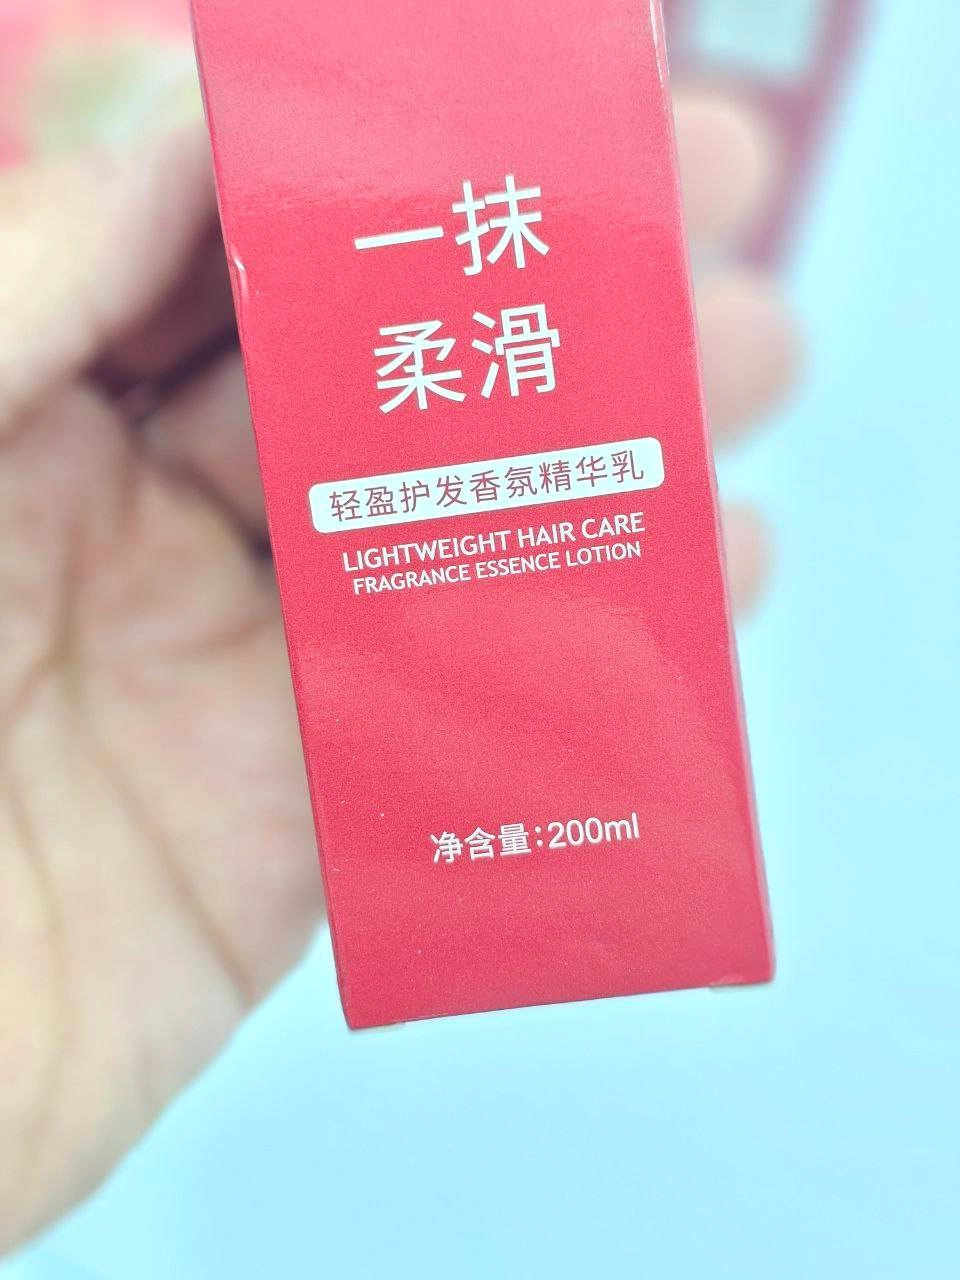 一抹
柔滑
轻盈护发香氛精华乳
LIGHTWEIGHT HAIR CARE
FRAGRANCE ESSENCE LOTION
净含量:200ml